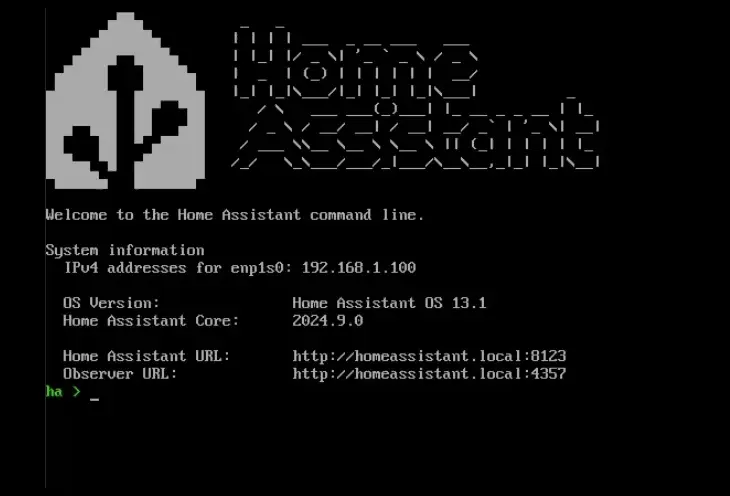 Home
Assistant
Welcome to the Home Assistant command line.
System information
IPv4 addresses for enp1s0: 192.168.1.100
OS Version: Home Assistant OS 13.1
Home Assistant Core: 2024.9.0
Home Assistant URL: http://homeassistant.local:8123
Observer URL: http://homeassistant.local:4357
ha > _